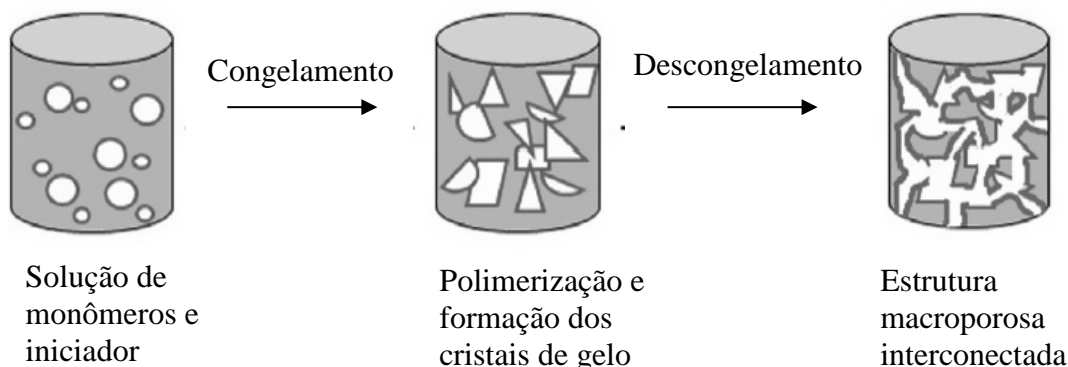 Congelamento
Descongelamento
Solução de
monômeros e
iniciador
Polimerização e
formação dos
cristais de gelo
Estrutura
macroporosa
interconectada